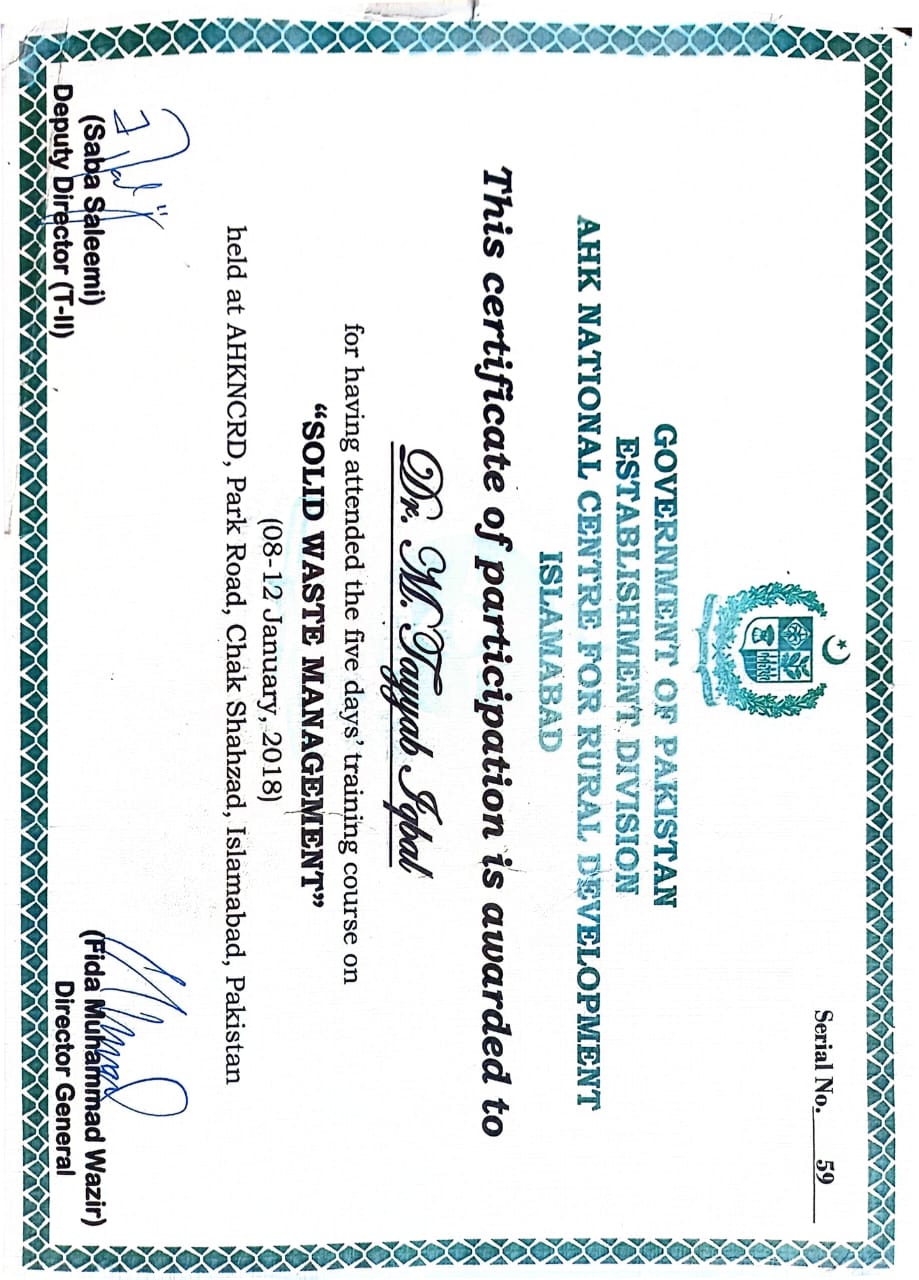 Serial No. 59
GOVERNMENT OF PAKISTAN
ESTABLISHMENT DIVISION
AHK NATIONAL CENTRE FOR RURAL DEVELOPMENT
ISLAMABAD
This certificate of participation is awarded to
Dr. M. Tayyab Iqbal
for having attended the five days’ training course on
“SOLID WASTE MANAGEMENT”
(08-12 January, 2018)
held at AHKNCRD, Park Road, Chak Shahzad, Islamabad, Pakistan
(Saba Saleemi)
Deputy Director (T-II)
(Fida Muhammad Wazir)
Director General